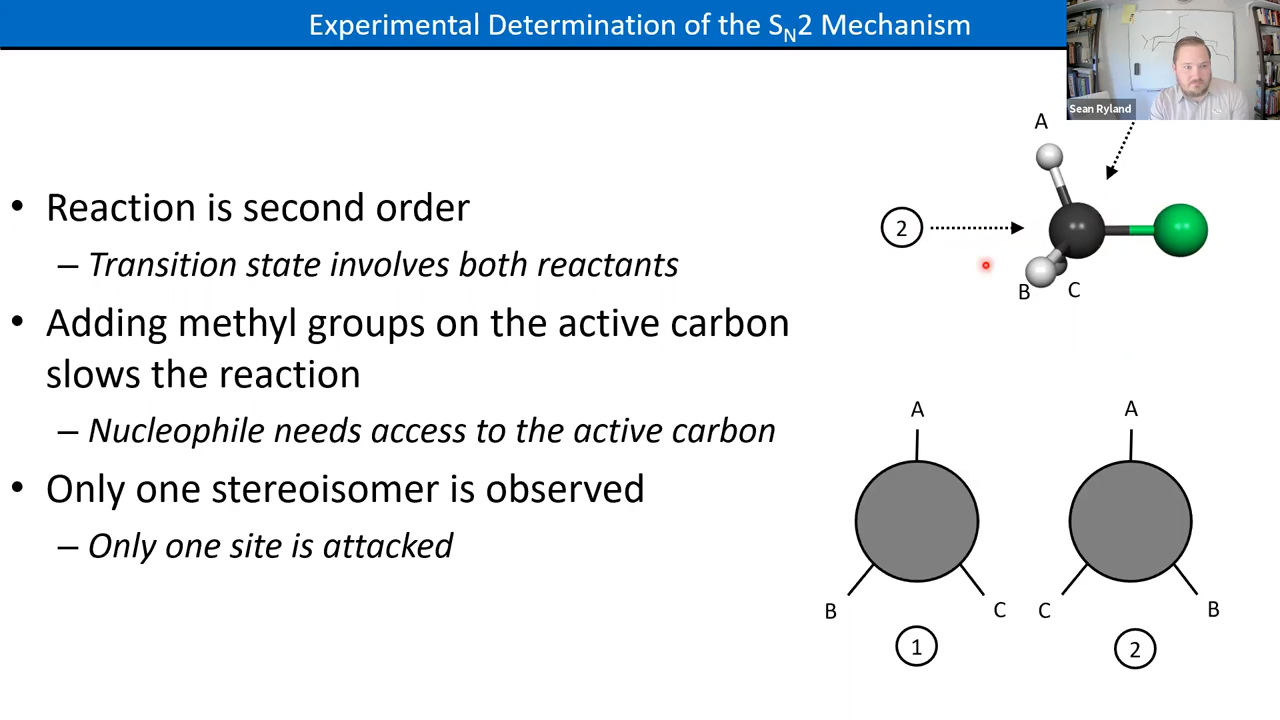 Experimental Determination of the SN2 Mechanism
Sean Ryland
• Reaction is second order
– Transition state involves both reactants
• Adding methyl groups on the active carbon
slows the reaction
– Nucleophile needs access to the active carbon
• Only one stereoisomer is observed
– Only one site is attacked
A
2
B C
A A
B C C B
1 2